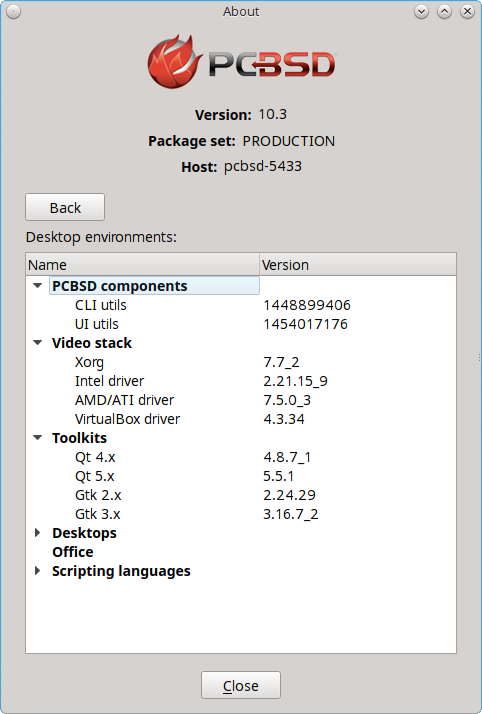 About
PCBSD
Version: 10.3
Package set: PRODUCTION
Host: pcbsd-5433
Back
Desktop environments:
Name Version
PCBSD components
CLI utils 1448899406
UI utils 1454017176
Video stack
Xorg 7.7_2
Intel driver 2.21.15_9
AMD/ATI driver 7.5.0_3
VirtualBox driver 4.3.34
Toolkits
Qt 4.x 4.8.7_1
Qt 5.x 5.5.1
Gtk 2.x 2.24.29
Gtk 3.x 3.16.7_2
Desktops
Office
Scripting languages
Close